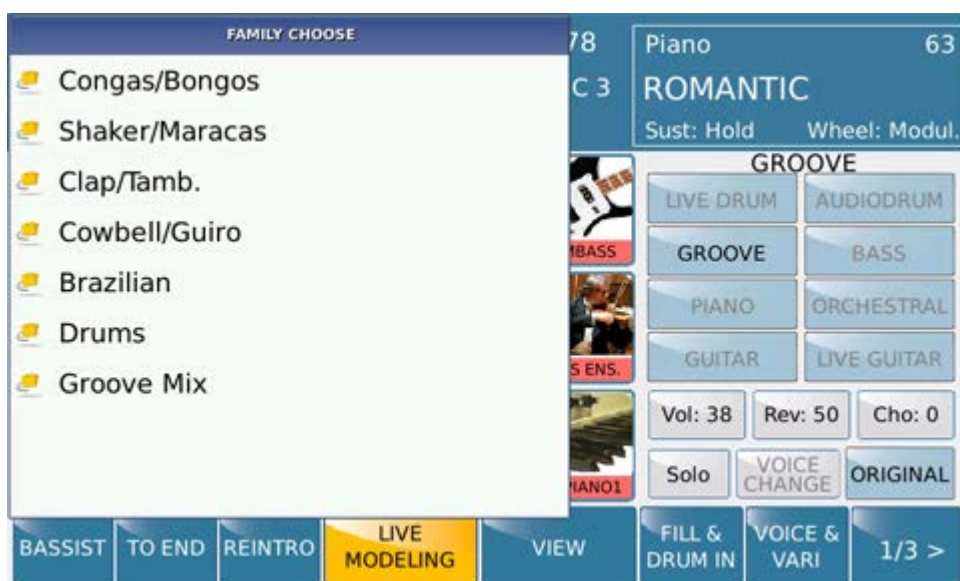 FAMILY CHOOSE
Congas/Bongos
Shaker/Maracas
Clap/Tamb.
Cowbell/Guiro
Brazilian
Drums
Groove Mix
78
C 3
Piano 63
ROMANTIC
Sust: Hold Wheel: Modul.
GROOVE
LIVE DRUM AUDIODRUM
GROOVE BASS
PIANO ORCHESTRAL
GUITAR LIVE GUITAR
Vol: 38 Rev: 50 Cho: 0
Solo VOICE CHANGE ORIGINAL
MBASS
S ENS.
IANO1
BASSIST TO END REINTRO LIVE MODELING VIEW FILL & DRUM IN VOICE & VARI 1/3 >